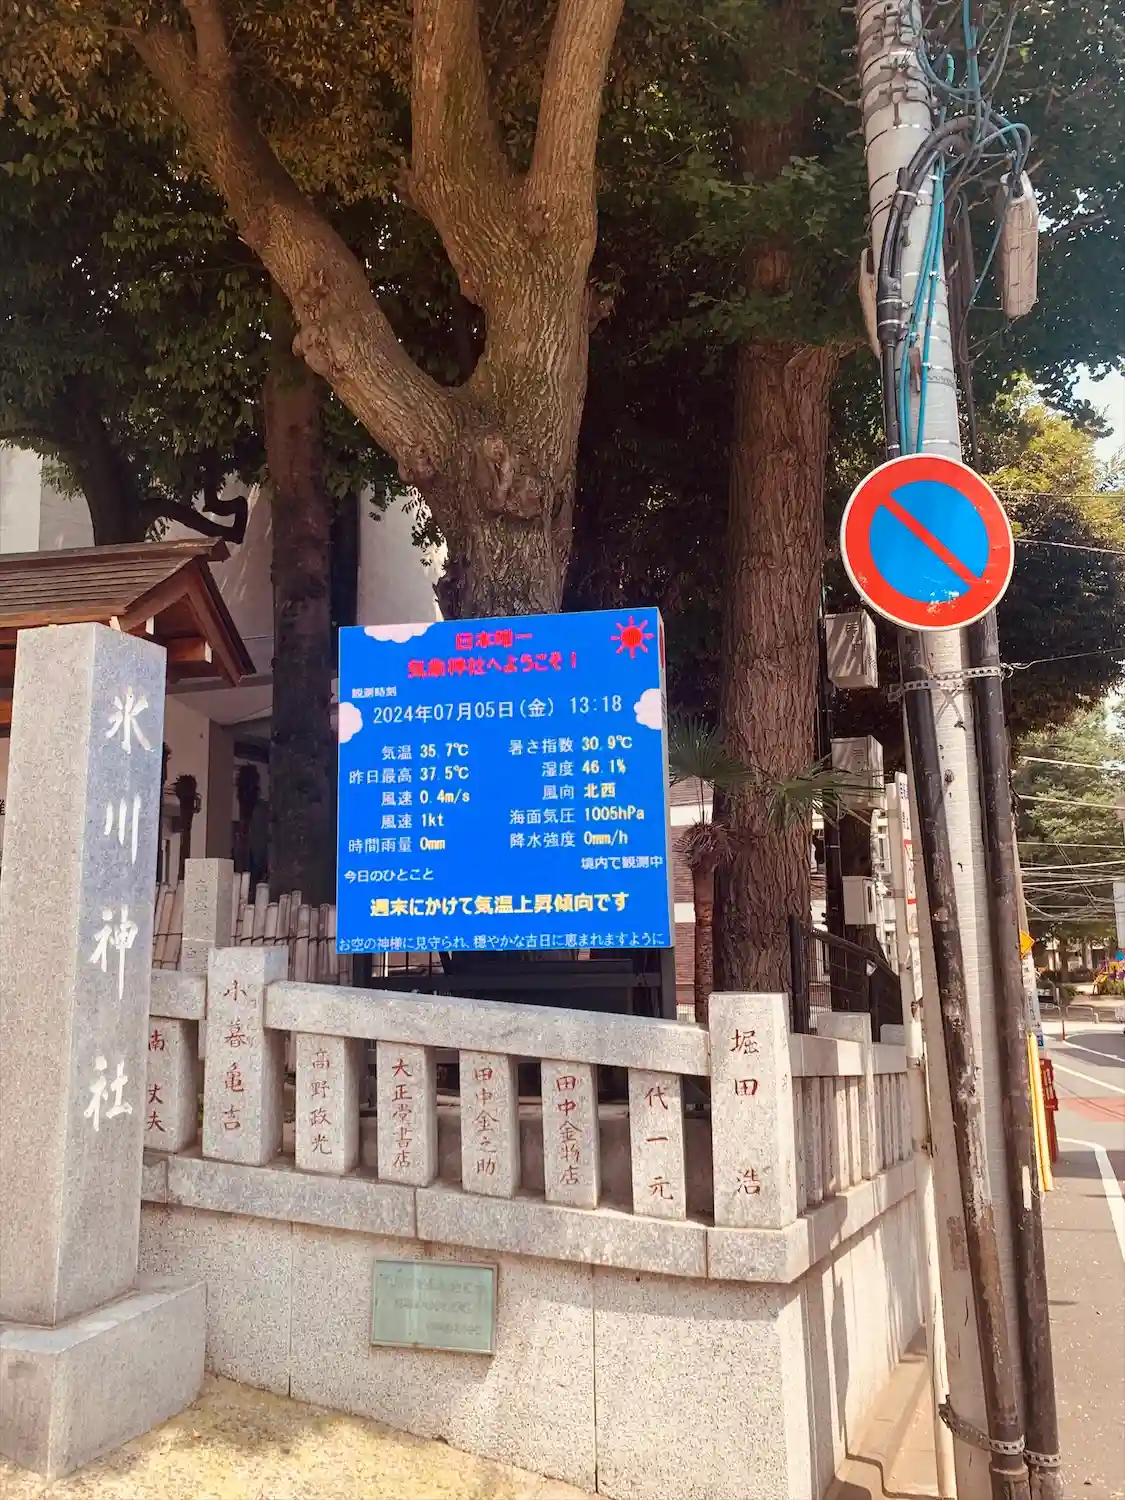 氷川神社
日本唯一
気象神社へようこそ！
観測時刻
2024年07月05日(金) 13:18
気温 35.7℃
暑さ指数 30.9℃
昨日最高 37.5℃
湿度 46.1%
風速 0.4m/s
風向 北西
風速 1kt
海面気圧 1005hPa
時間雨量 0mm
降水強度 0mm/h
境内で観測中
今日のひとこと
週末にかけて気温上昇傾向です
お空の神様に見守られ、穏やかな吉日に恵まれますように
南 丈夫
小暮亀吉
高野政光
大正堂書店
田中金之助
田中金物店
代一元
堀田 浩